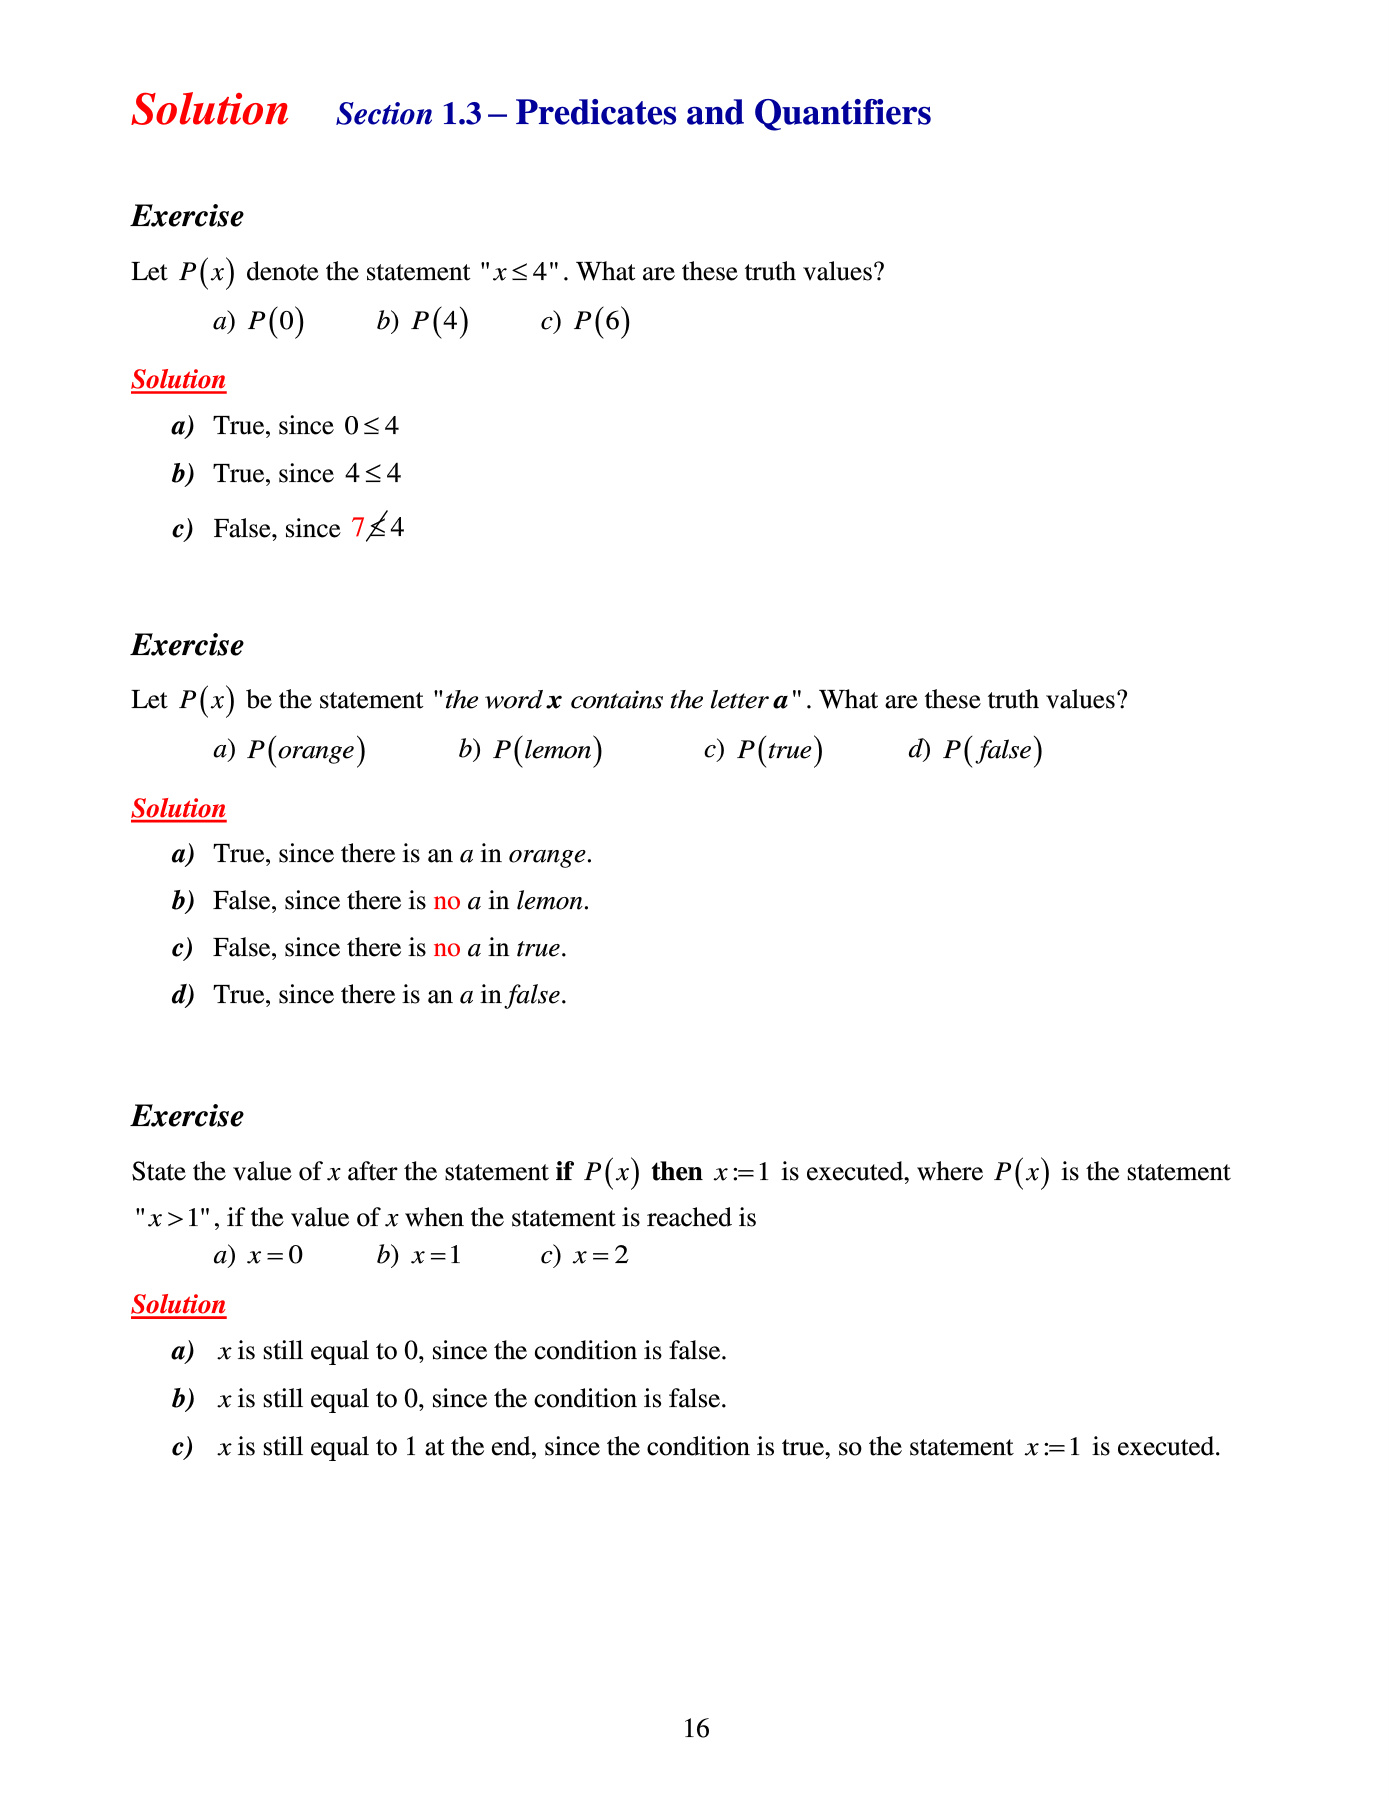 Solution Section 1.3 – Predicates and Quantifiers
Exercise
Let P(x) denote the statement "x ≤ 4". What are these truth values?
a) P(0) b) P(4) c) P(6)
Solution
a) True, since 0 ≤ 4
b) True, since 4 ≤ 4
c) False, since 7 ≰ 4
Exercise
Let P(x) be the statement "the word x contains the letter a". What are these truth values?
a) P(orange) b) P(lemon) c) P(true) d) P(false)
Solution
a) True, since there is an a in orange.
b) False, since there is no a in lemon.
c) False, since there is no a in true.
d) True, since there is an a in false.
Exercise
State the value of x after the statement if P(x) then x := 1 is executed, where P(x) is the statement
"x > 1", if the value of x when the statement is reached is
a) x = 0 b) x = 1 c) x = 2
Solution
a) x is still equal to 0, since the condition is false.
b) x is still equal to 0, since the condition is false.
c) x is still equal to 1 at the end, since the condition is true, so the statement x := 1 is executed.
16